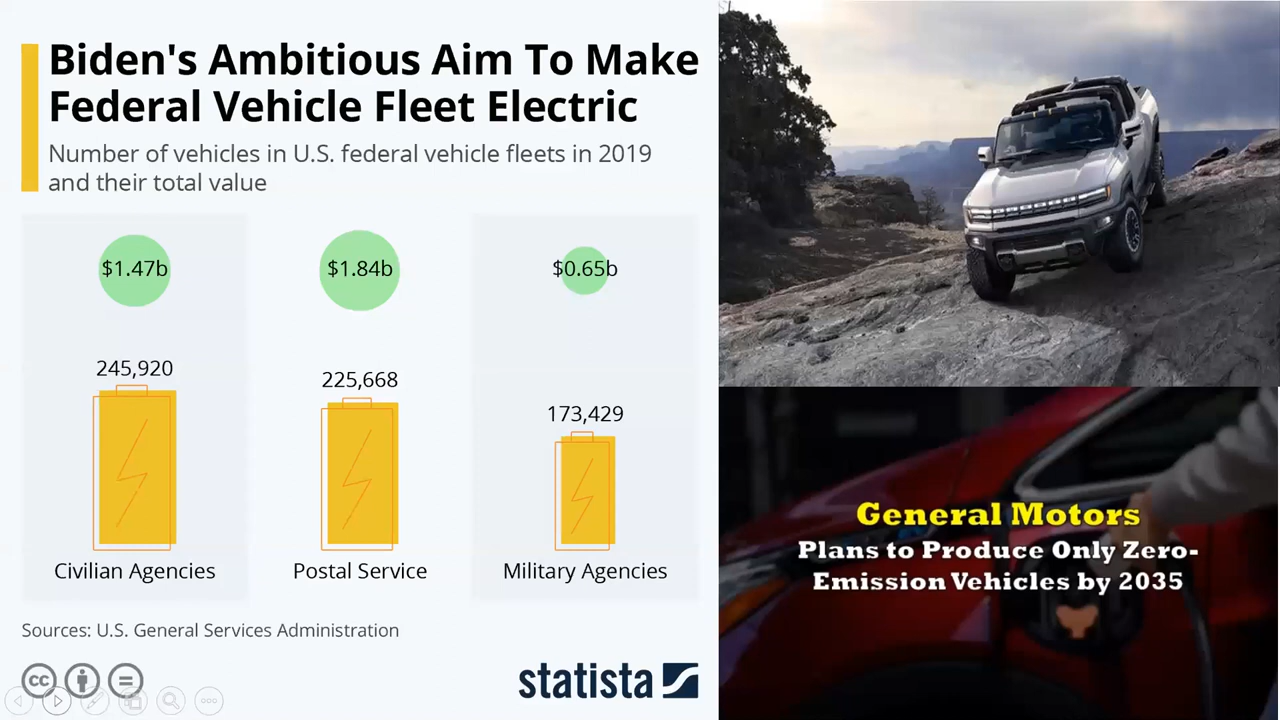 Biden's Ambitious Aim To Make
Federal Vehicle Fleet Electric
Number of vehicles in U.S. federal vehicle fleets in 2019
and their total value
$1.47b
$1.84b
$0.65b
245,920
225,668
173,429
Civilian Agencies
Postal Service
Military Agencies
Sources: U.S. General Services Administration
cc
statista
General Motors
Plans to Produce Only Zero-
Emission Vehicles by 2035